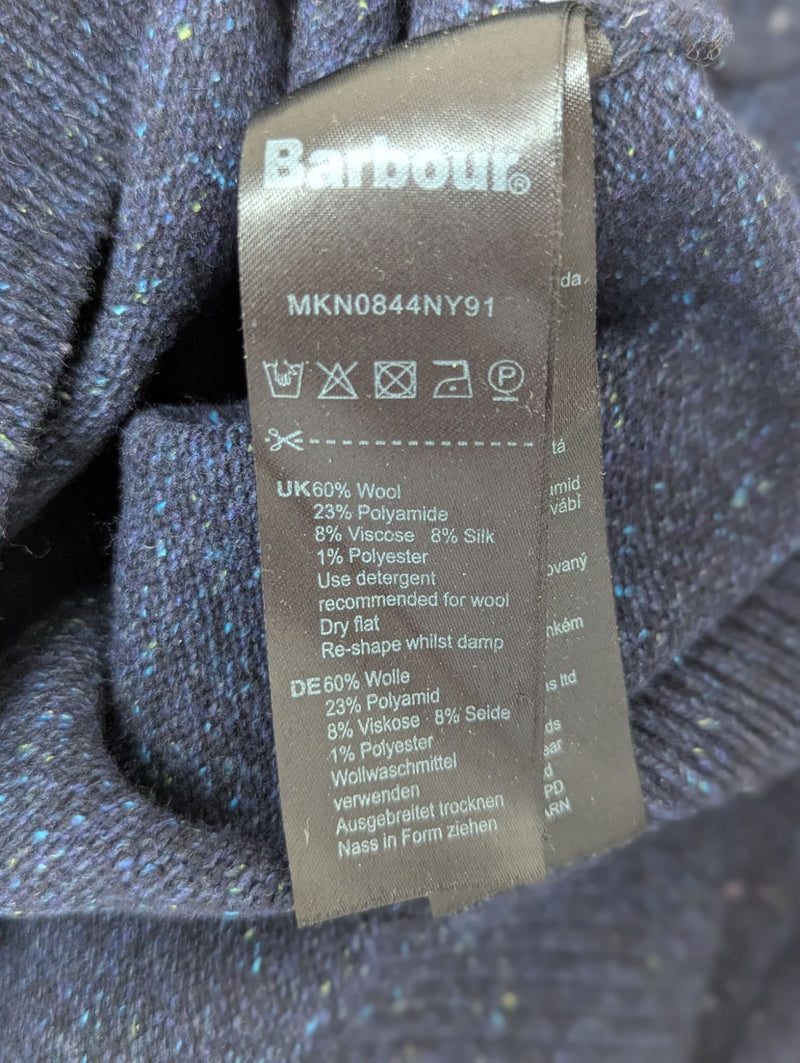 Barbour®
MKN0844NY91
P
UK 60% Wool
23% Polyamide
8% Viscose 8% Silk
1% Polyester
Use detergent
recommended for wool
Dry flat
Re-shape whilst damp
DE 60% Wolle
23% Polyamid
8% Viskose 8% Seide
1% Polyester
Wollwaschmittel
verwenden
Ausgebreitet trocknen
Nass in Form ziehen
ltd